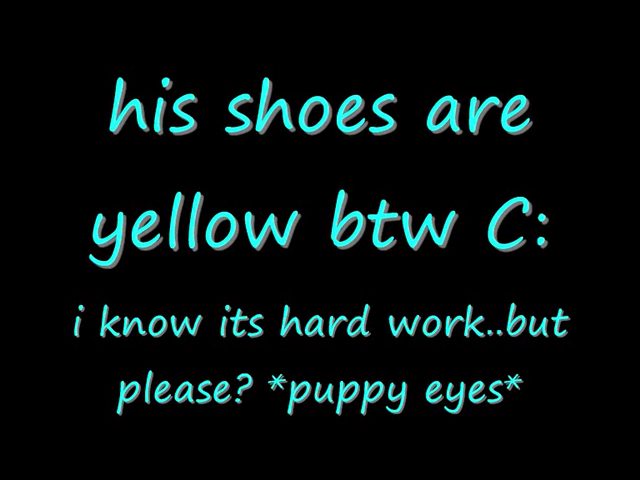 his shoes are
yellow btw C:
i know its hard work..but
please? *puppy eyes*